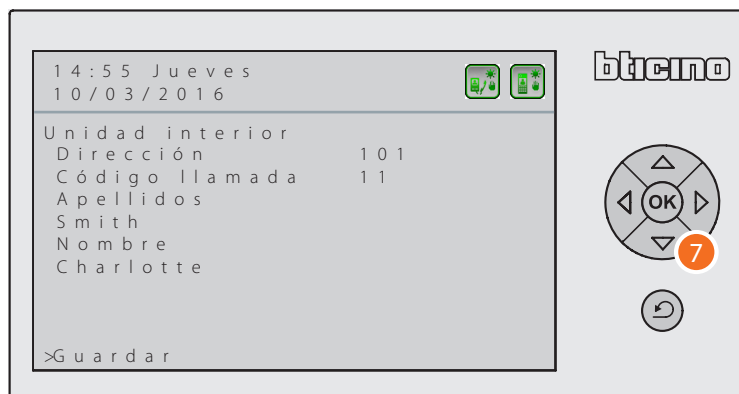 14:55 Jueves
10/03/2016
bticino
Unidad interior
Dirección 101
Código llamada 11
Apellidos
Smith
Nombre
Charlotte
>Guardar
OK
7